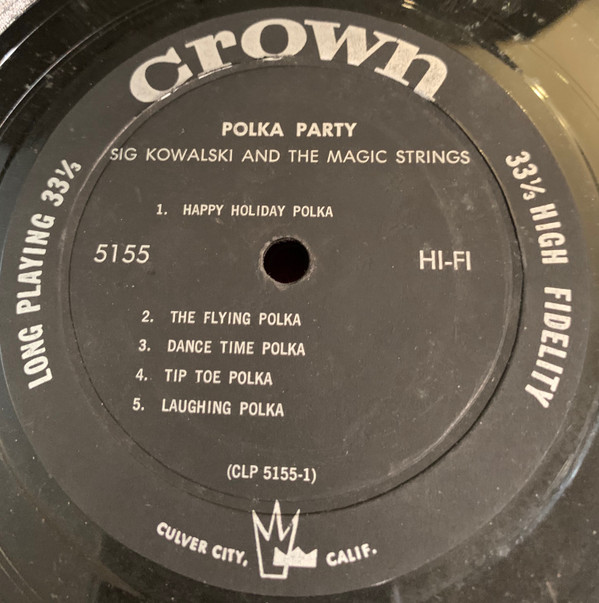 crown
POLKA PARTY
SIG KOWALSKI AND THE MAGIC STRINGS
1. HAPPY HOLIDAY POLKA
5155
HI-FI
2. THE FLYING POLKA
3. DANCE TIME POLKA
4. TIP TOE POLKA
5. LAUGHING POLKA
(CLP 5155-1)
LONG PLAYING 33⅓
33⅓ HIGH FIDELITY
CULVER CITY, CALIF.